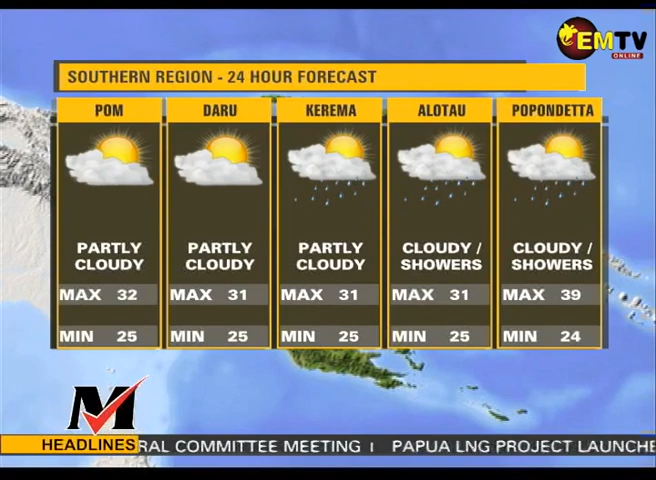 EMTV
ONLINE
SOUTHERN REGION - 24 HOUR FORECAST
POM DARU KEREMA ALOTAU POPONDETTA
PARTLY CLOUDY
PARTLY CLOUDY
PARTLY CLOUDY
CLOUDY / SHOWERS
CLOUDY / SHOWERS
MAX 32 MAX 31 MAX 31 MAX 31 MAX 39
MIN 25 MIN 25 MIN 25 MIN 25 MIN 24
M
HEADLINES RAL COMMITTEE MEETING | PAPUA LNG PROJECT LAUNCHE